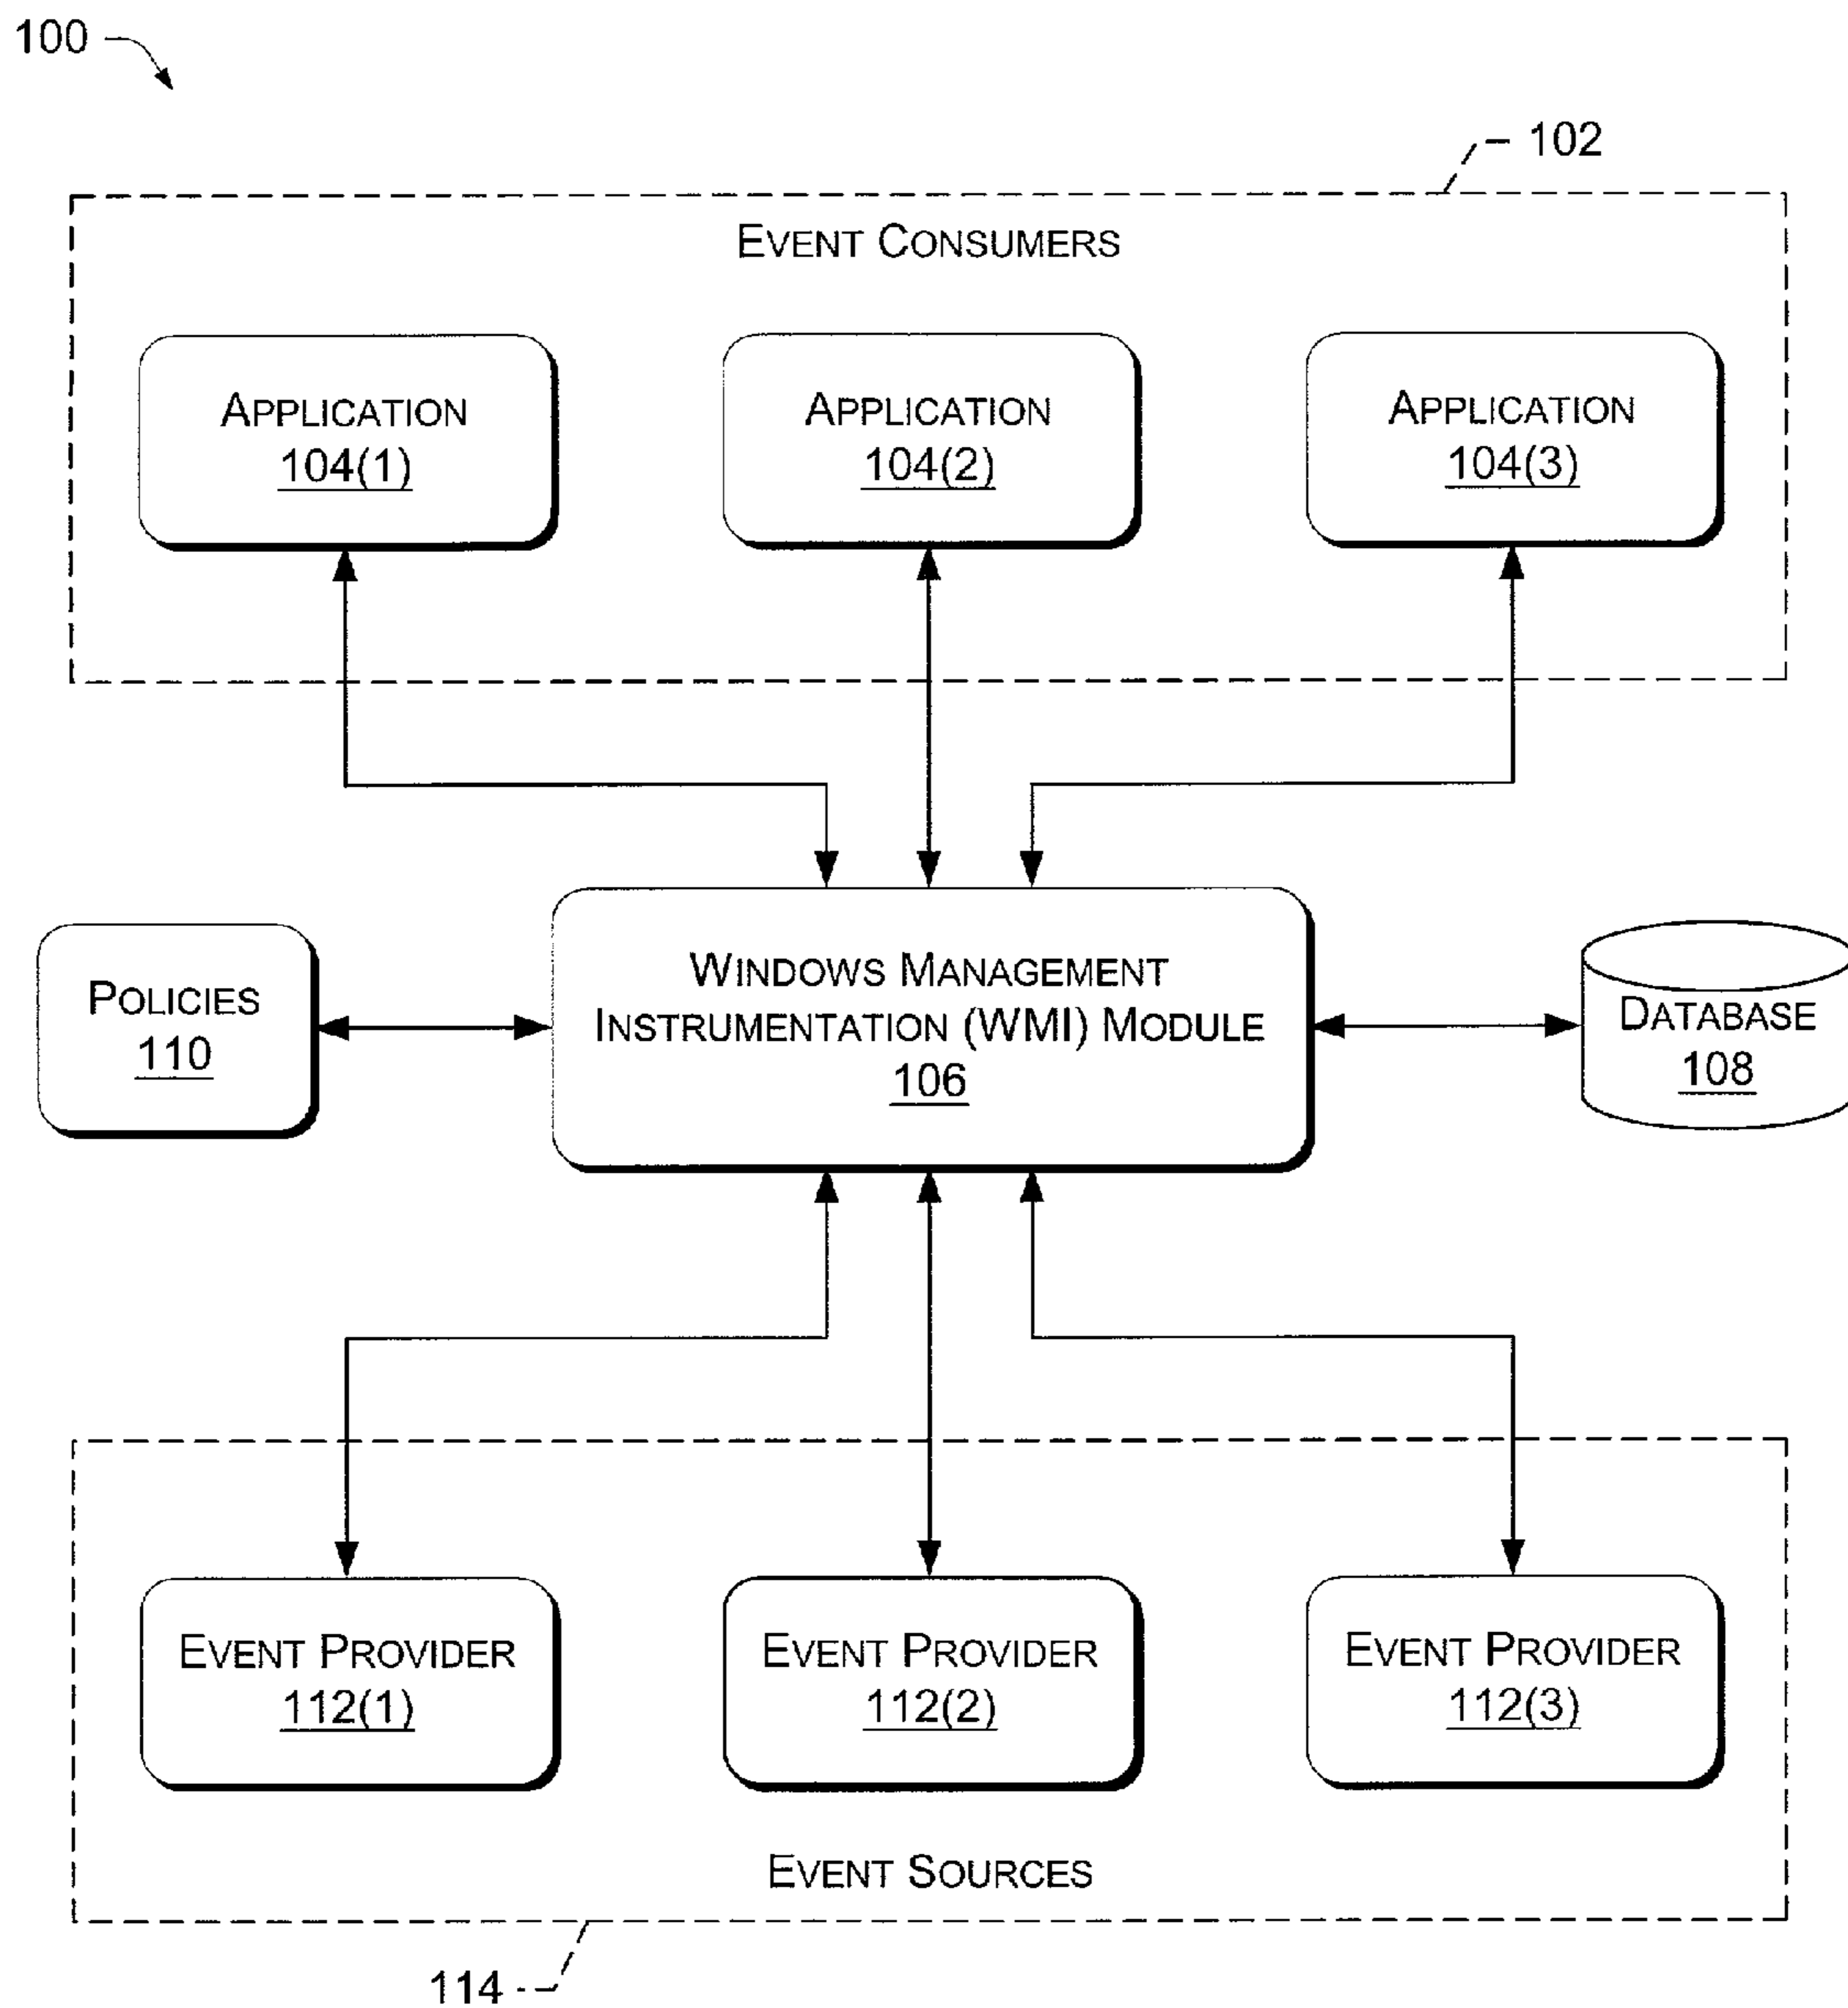 100
102
EVENT CONSUMERS
APPLICATION
104(1)
APPLICATION
104(2)
APPLICATION
104(3)
POLICIES
110
WINDOWS MANAGEMENT
INSTRUMENTATION (WMI) MODULE
106
DATABASE
108
EVENT PROVIDER
112(1)
EVENT PROVIDER
112(2)
EVENT PROVIDER
112(3)
EVENT SOURCES
114